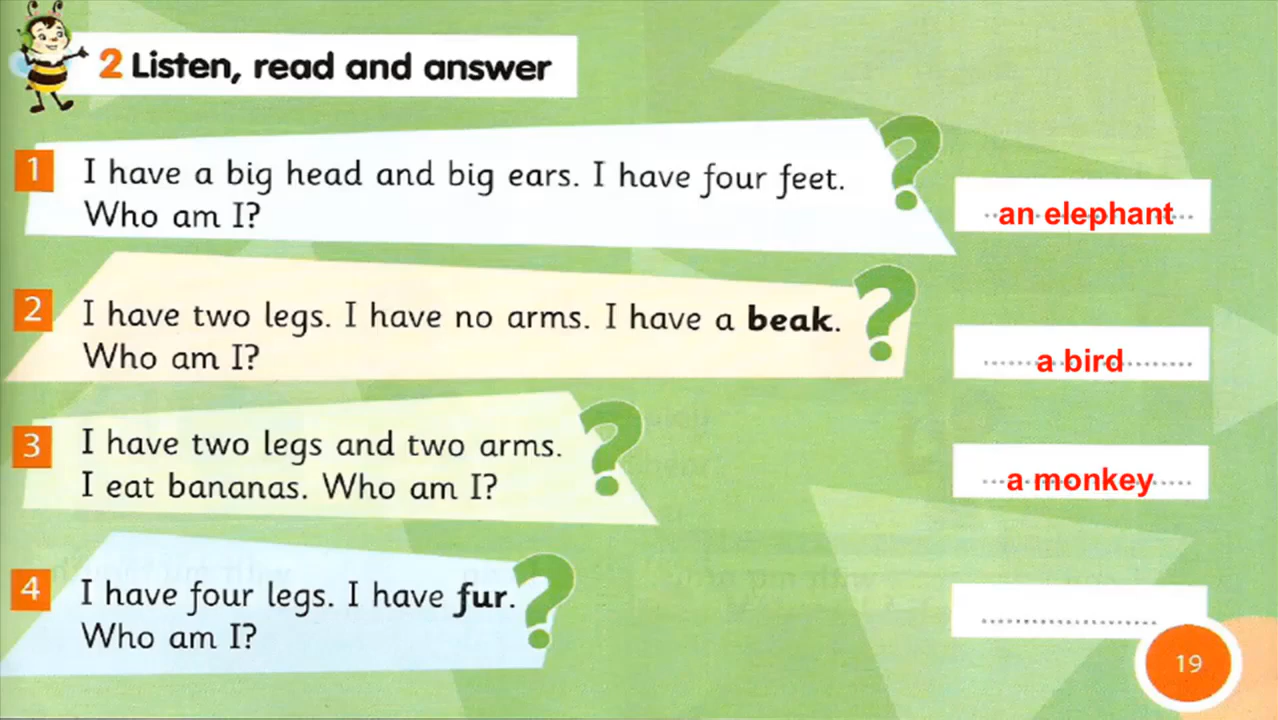 2 Listen, read and answer
1 I have a big head and big ears. I have four feet.
Who am I?
an elephant
2 I have two legs. I have no arms. I have a beak.
Who am I?
a bird
3 I have two legs and two arms.
I eat bananas. Who am I?
a monkey
4 I have four legs. I have fur.
Who am I?
19